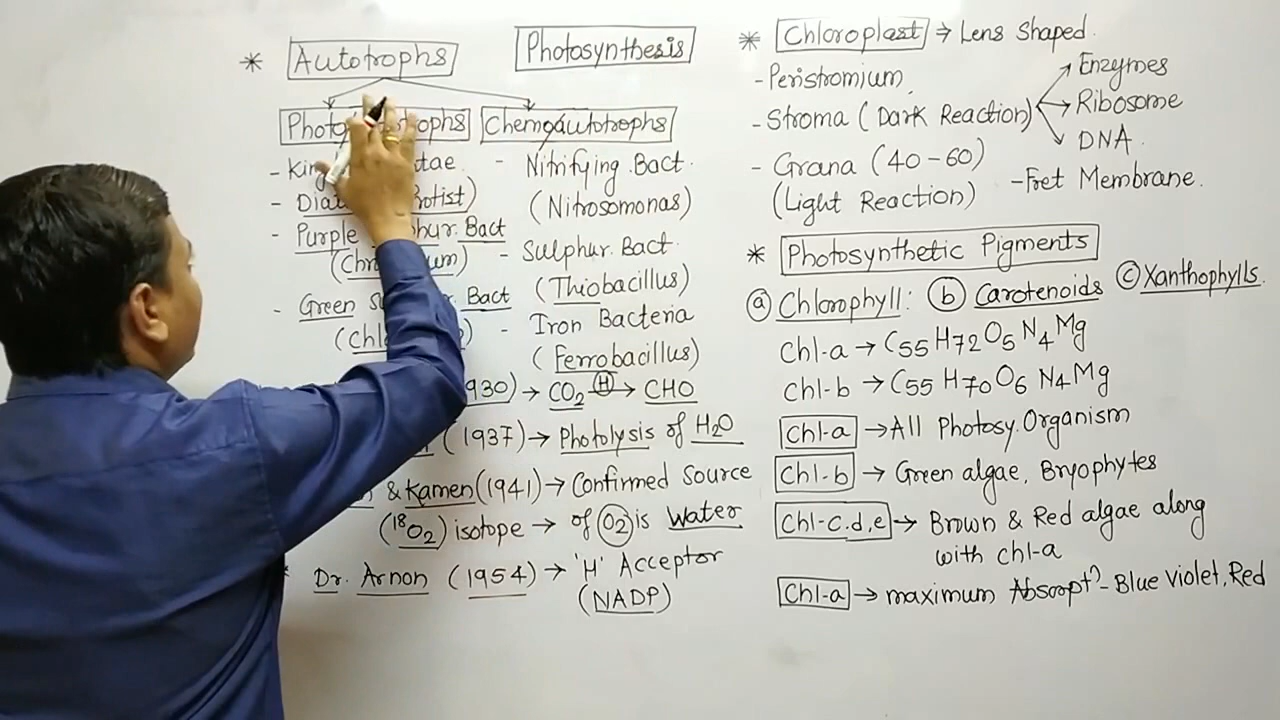 Photosynthesis
* Autotrophs
Chemoautotrophs
- Nitrifying Bact.
(Nitrosomonas)
- Sulphur. Bact.
(Thiobacillus)
- Iron Bacteria
(Ferrobacillus)
- Purple Bact
- Green Bact
→ CO2 (H)→ CHO
(1937) → Photolysis of H2O
& Kamen (1941) → Confirmed Source
(18O2) isotope → of O2 is Water
Dr. Arnon (1954) → 'H' Acceptor
(NADP)
* Chloroplast → Lens Shaped.
- Peristromium
- Stroma (Dark Reaction) → Enzymes
→ Ribosome
→ DNA.
- Grana (40-60)
(Light Reaction)
- Fret Membrane.
* Photosynthetic Pigments
(a) Chlorophyll: (b) Carotenoids (c) Xanthophylls.
Chl-a → C55 H72 O5 N4 Mg
Chl-b → C55 H70 O6 N4 Mg
Chl-a → All Photosy. Organism
Chl-b → Green algae, Bryophytes
Chl-c.d,e → Brown & Red algae along
with chl-a
Chl-a → maximum Absorpt? - Blue Violet, Red